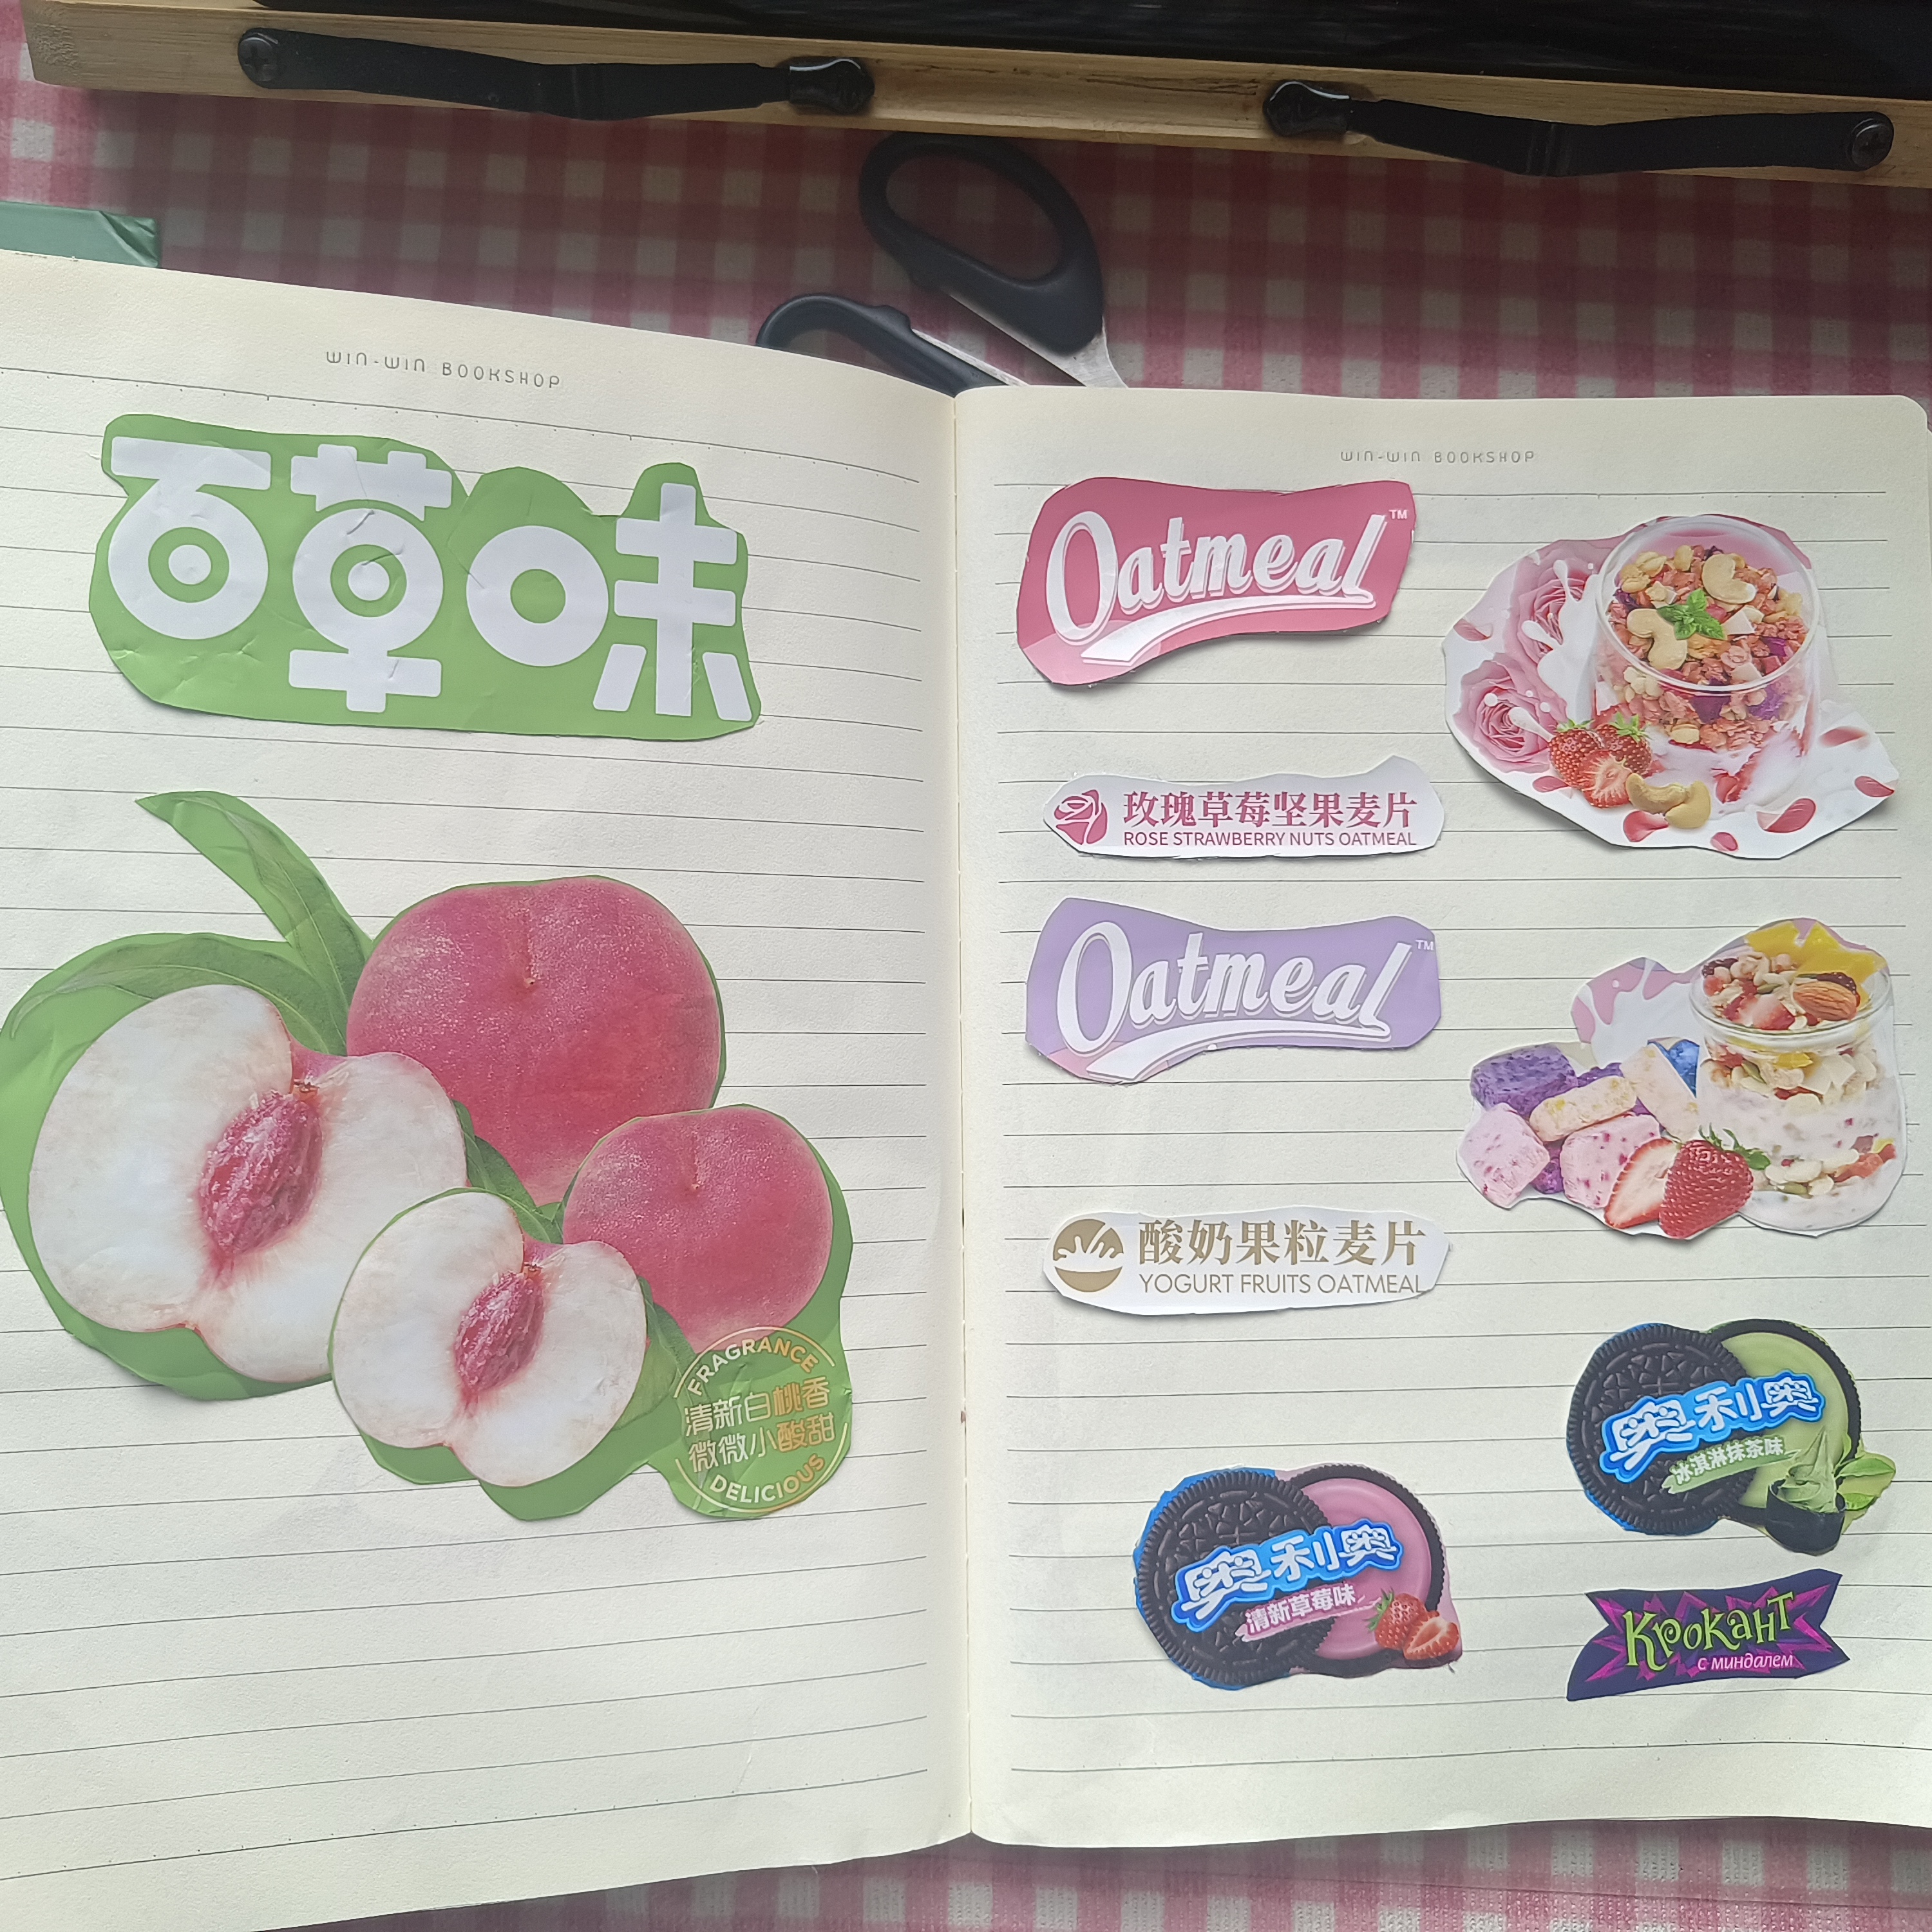 WIN-WIN BOOKSHOP
百草味
FRAGRANCE
清新白桃香
微微小酸甜
DELICIOUS
WIN-WIN BOOKSHOP
Oatmeal™
玫瑰草莓坚果麦片
ROSE STRAWBERRY NUTS OATMEAL
Oatmeal™
酸奶果粒麦片
YOGURT FRUITS OATMEAL
奥利奥
冰淇淋抹茶味
奥利奥
清新草莓味
КРОКАНТ
с миндалем